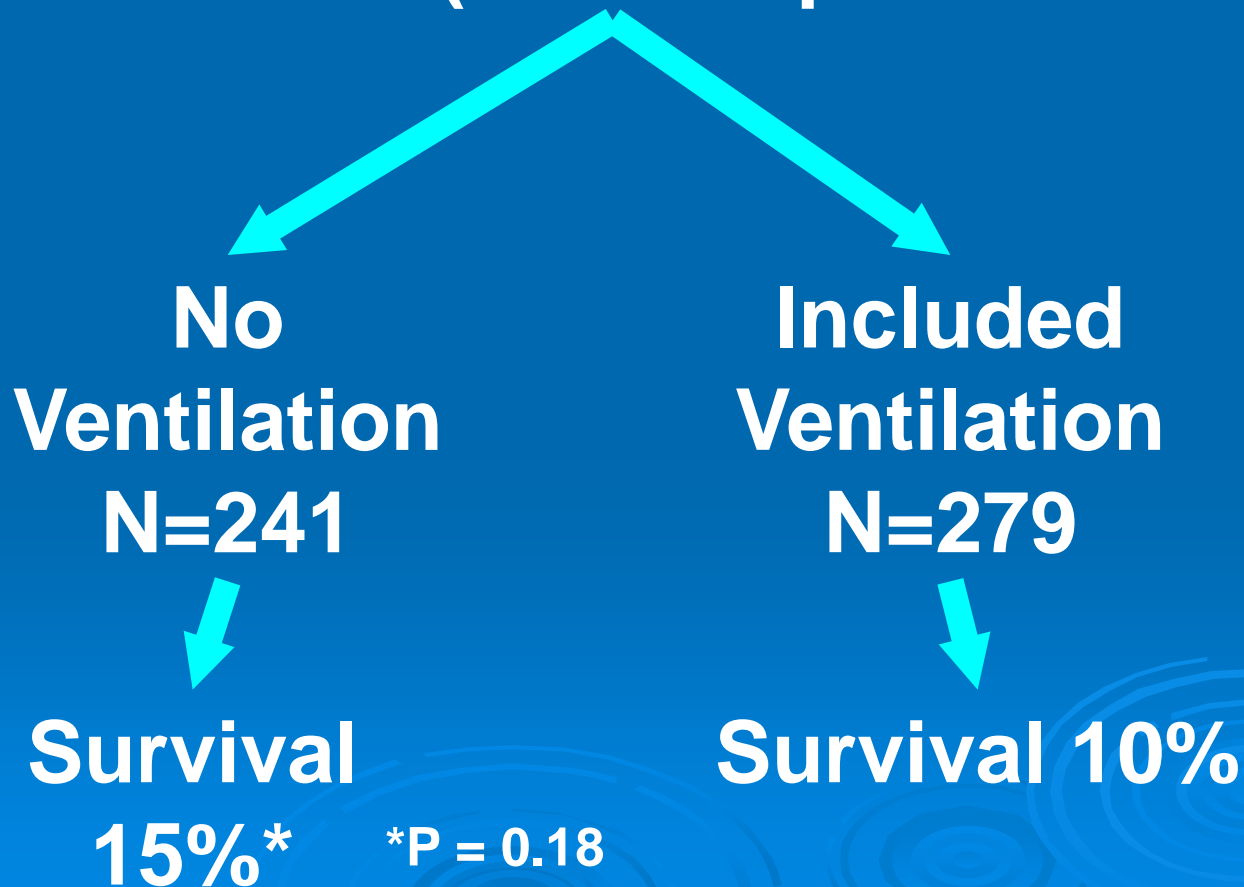 No
Ventilation
N=241
Survival
15%*
*P = 0.18
Included
Ventilation
N=279
Survival 10%